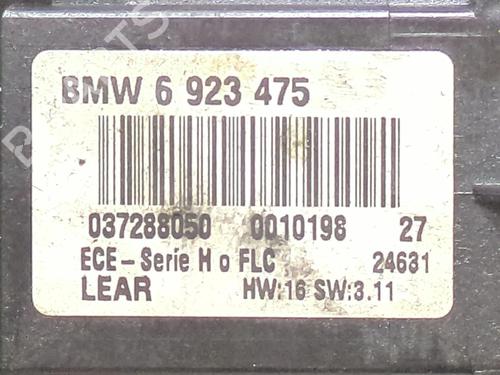 BMW 6 923 475
037288050 0010198 27
ECE-Serie H o FLC 24631
LEAR HW:16 SW:3.11